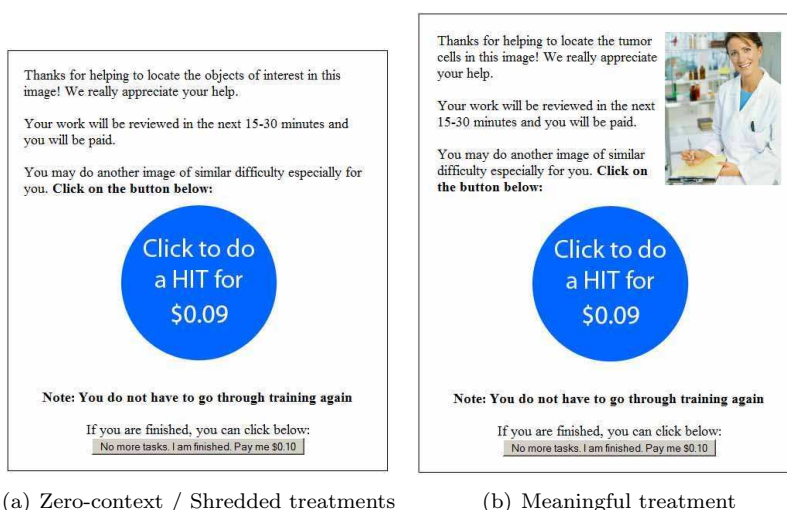 Thanks for helping to locate the objects of interest in this
image! We really appreciate your help.
Your work will be reviewed in the next 15-30 minutes and
you will be paid.
You may do another image of similar difficulty especially for
you. Click on the button below:
Click to do
a HIT for
$0.09
Note: You do not have to go through training again
If you are finished, you can click below:
No more tasks. I am finished. Pay me $0.10
(a) Zero-context / Shredded treatments
Thanks for helping to locate the tumor
cells in this image! We really appreciate
your help.
Your work will be reviewed in the next
15-30 minutes and you will be paid.
You may do another image of similar
difficulty especially for you. Click on
the button below:
Click to do
a HIT for
$0.09
Note: You do not have to go through training again
If you are finished, you can click below:
No more tasks. I am finished. Pay me $0.10
(b) Meaningful treatment